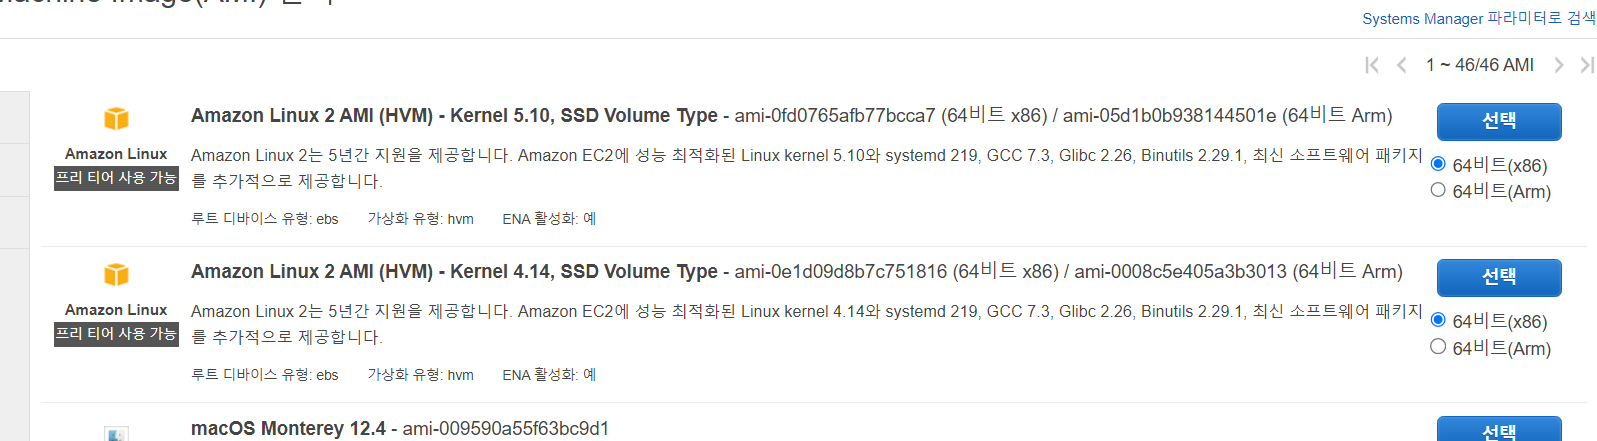 Machine Image(AMI) 선택
Systems Manager 파라미터로 검색
1 ~ 46/46 AMI
Amazon Linux 2 AMI (HVM) - Kernel 5.10, SSD Volume Type - ami-0fd0765afb77bcca7 (64비트 x86) / ami-05d1b0b938144501e (64비트 Arm)
선택
Amazon Linux
프리 티어 사용 가능
Amazon Linux 2는 5년간 지원을 제공합니다. Amazon EC2에 성능 최적화된 Linux kernel 5.10와 systemd 219, GCC 7.3, Glibc 2.26, Binutils 2.29.1, 최신 소프트웨어 패키지
를 추가적으로 제공합니다.
64비트(x86)
64비트(Arm)
루트 디바이스 유형: ebs 가상화 유형: hvm ENA 활성화: 예
Amazon Linux 2 AMI (HVM) - Kernel 4.14, SSD Volume Type - ami-0e1d09d8b7c751816 (64비트 x86) / ami-0008c5e405a3b3013 (64비트 Arm)
선택
Amazon Linux
프리 티어 사용 가능
Amazon Linux 2는 5년간 지원을 제공합니다. Amazon EC2에 성능 최적화된 Linux kernel 4.14와 systemd 219, GCC 7.3, Glibc 2.26, Binutils 2.29.1, 최신 소프트웨어 패키지
를 추가적으로 제공합니다.
64비트(x86)
64비트(Arm)
루트 디바이스 유형: ebs 가상화 유형: hvm ENA 활성화: 예
macOS Monterey 12.4 - ami-009590a55f63bc9d1
선택